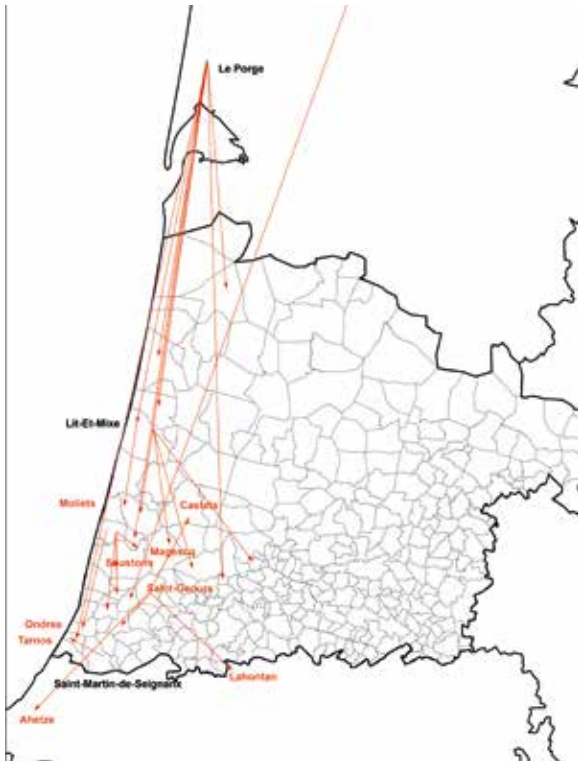 Le Porge
Lit-Et-Mixe
Moliets
Castets
Magescq
Soustons
Saint-Geours
Ondres
Tarnos
Lahontan
Saint-Martin-de-Seignanx
Ahetze